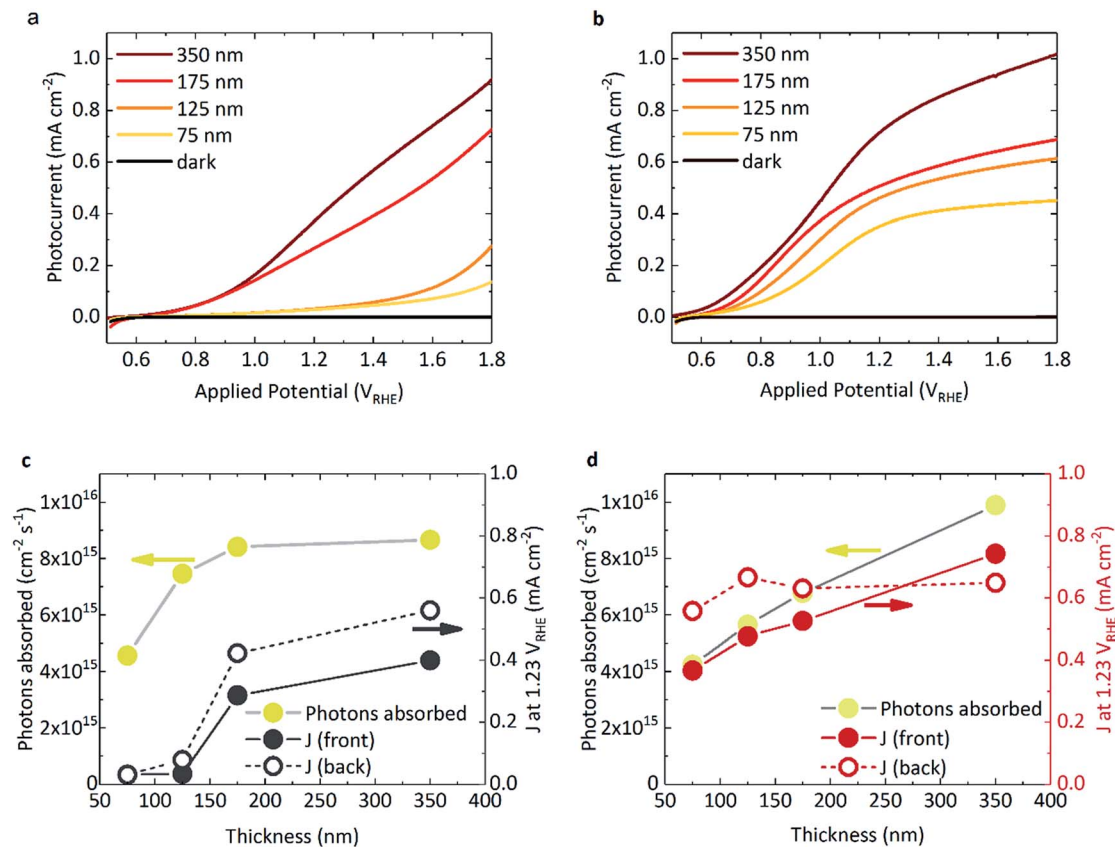 a
350 nm
175 nm
125 nm
75 nm
dark
Photocurrent (mA cm⁻²)
1.0
0.8
0.6
0.4
0.2
0.0
0.6 0.8 1.0 1.2 1.4 1.6 1.8
Applied Potential (V_RHE)
b
350 nm
175 nm
125 nm
75 nm
dark
Photocurrent (mA cm⁻²)
1.0
0.8
0.6
0.4
0.2
0.0
0.6 0.8 1.0 1.2 1.4 1.6 1.8
Applied Potential (V_RHE)
c
Photons absorbed (cm⁻² s⁻¹)
1x10¹⁶
8x10¹⁵
6x10¹⁵
4x10¹⁵
2x10¹⁵
0
Photons absorbed
J (front)
J (back)
1.0
0.8
0.6
0.4
0.2
0.0
J at 1.23 V_RHE (mA cm⁻²)
50 100 150 200 250 300 350 400
Thickness (nm)
d
Photons absorbed (cm⁻² s⁻¹)
1x10¹⁶
8x10¹⁵
6x10¹⁵
4x10¹⁵
2x10¹⁵
0
Photons absorbed
J (front)
J (back)
1.0
0.8
0.6
0.4
0.2
0.0
J at 1.23 V_RHE (mA cm⁻²)
50 100 150 200 250 300 350 400
Thickness (nm)